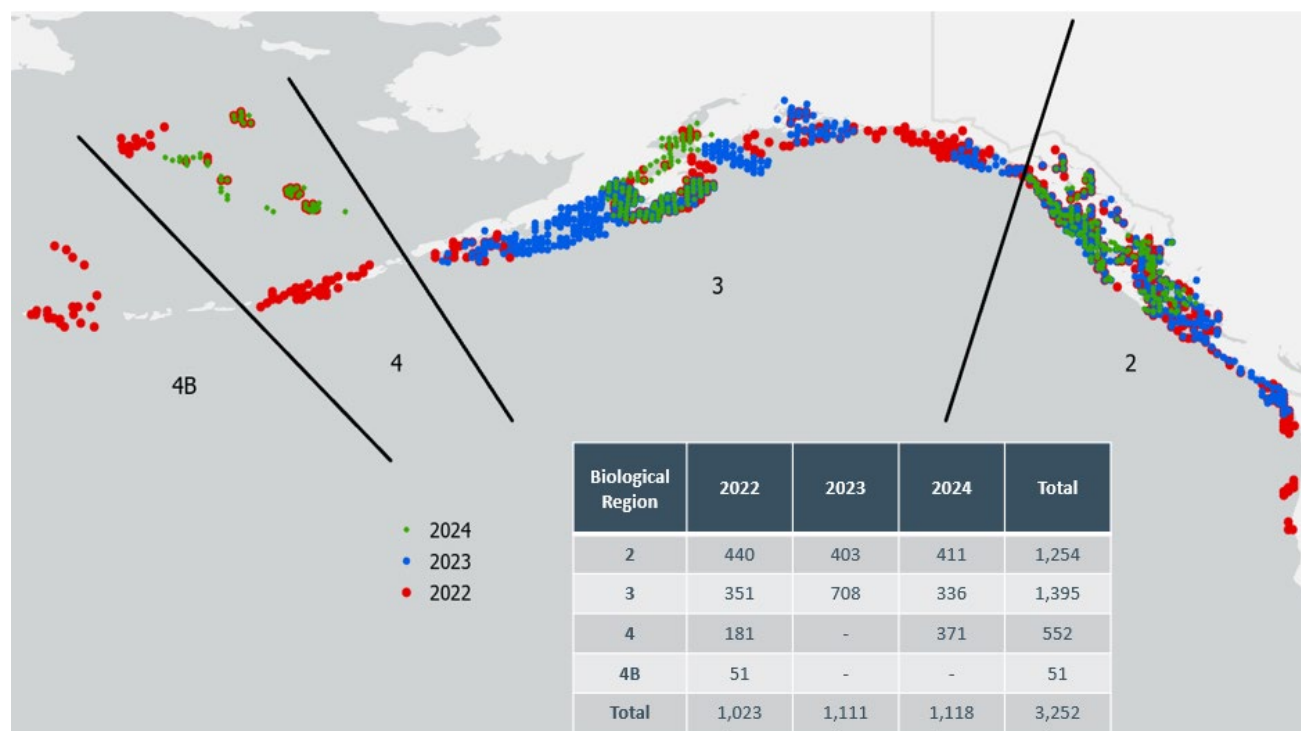 3
4
4B
2
2024
2023
2022
Biological Region 2022 2023 2024 Total
2 440 403 411 1,254
3 351 708 336 1,395
4 181 - 371 552
4B 51 - - 51
Total 1,023 1,111 1,118 3,252